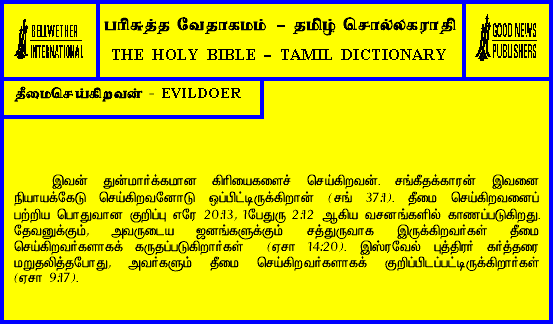 BELLWETHER
INTERNATIONAL
பரிசுத்த வேதாகமம் – தமிழ் சொல்லகராதி
THE HOLY BIBLE – TAMIL DICTIONARY
GOOD NEWS
PUBLISHERS
தீமைசெய்கிறவன் - EVILDOER
இவன் துன்மார்க்கமான கிரியைகளைச் செய்கிறவன். சங்கீதக்காரன் இவனை
நியாயக்கேடு செய்கிறவனோடு ஒப்பிட்டிருக்கிறான் (சங் 37:1). தீமை செய்கிறவனைப்
பற்றிய பொதுவான குறிப்பு எரே 20:13, 1பேதுரு 2:12 ஆகிய வசனங்களில் காணப்படுகிறது.
தேவனுக்கும், அவருடைய ஜனங்களுக்கும் சத்துருவாக இருக்கிறவர்கள் தீமை
செய்கிறவர்களாகக் கருதப்படுகிறார்கள் (ஏசா 14:20). இஸ்ரவேல் புத்திரர் கர்த்தரை
மறுதலித்தபோது, அவர்களும் தீமை செய்கிறவர்களாகக் குறிப்பிடப்பட்டிருக்கிறார்கள்
(ஏசா 9:17).